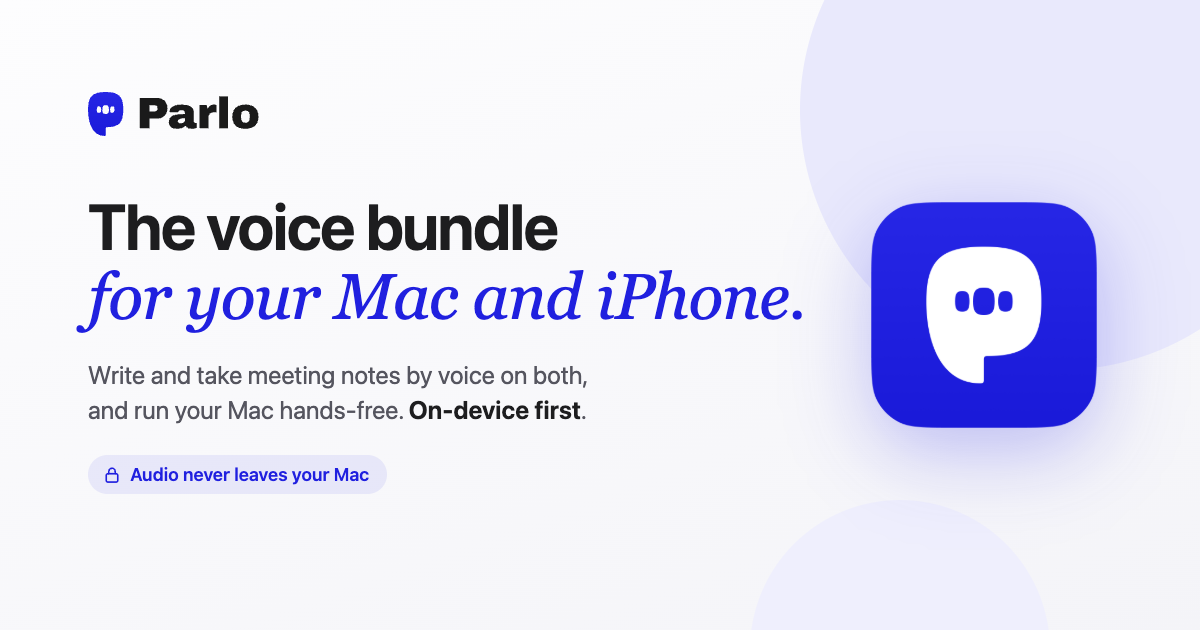 Parlo
The voice bundle
for your Mac and iPhone.
Write and take meeting notes by voice on both,
and run your Mac hands-free. On-device first.
Audio never leaves your Mac